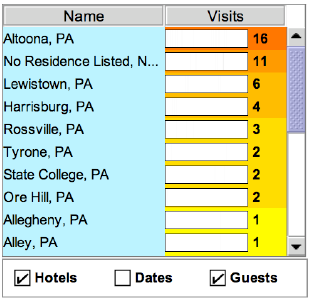 Name Visits
Altoona, PA 16
No Residence Listed, N... 11
Lewistown, PA 6
Harrisburg, PA 4
Rossville, PA 3
Tyrone, PA 2
State College, PA 2
Ore Hill, PA 2
Allegheny, PA 1
Alley, PA 1
Hotels Dates Guests